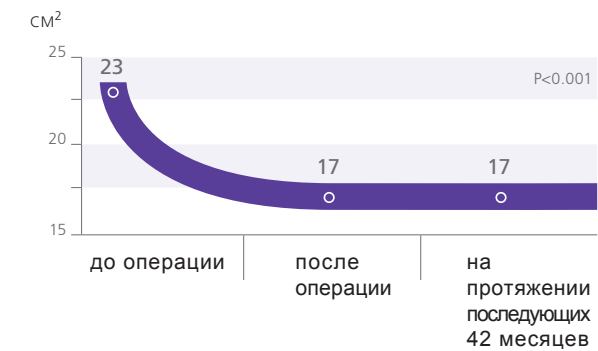 СМ²
25
23
P<0.001
20
17
17
15
до операции
после
операции
на
протяжении
последующих
42 месяцев